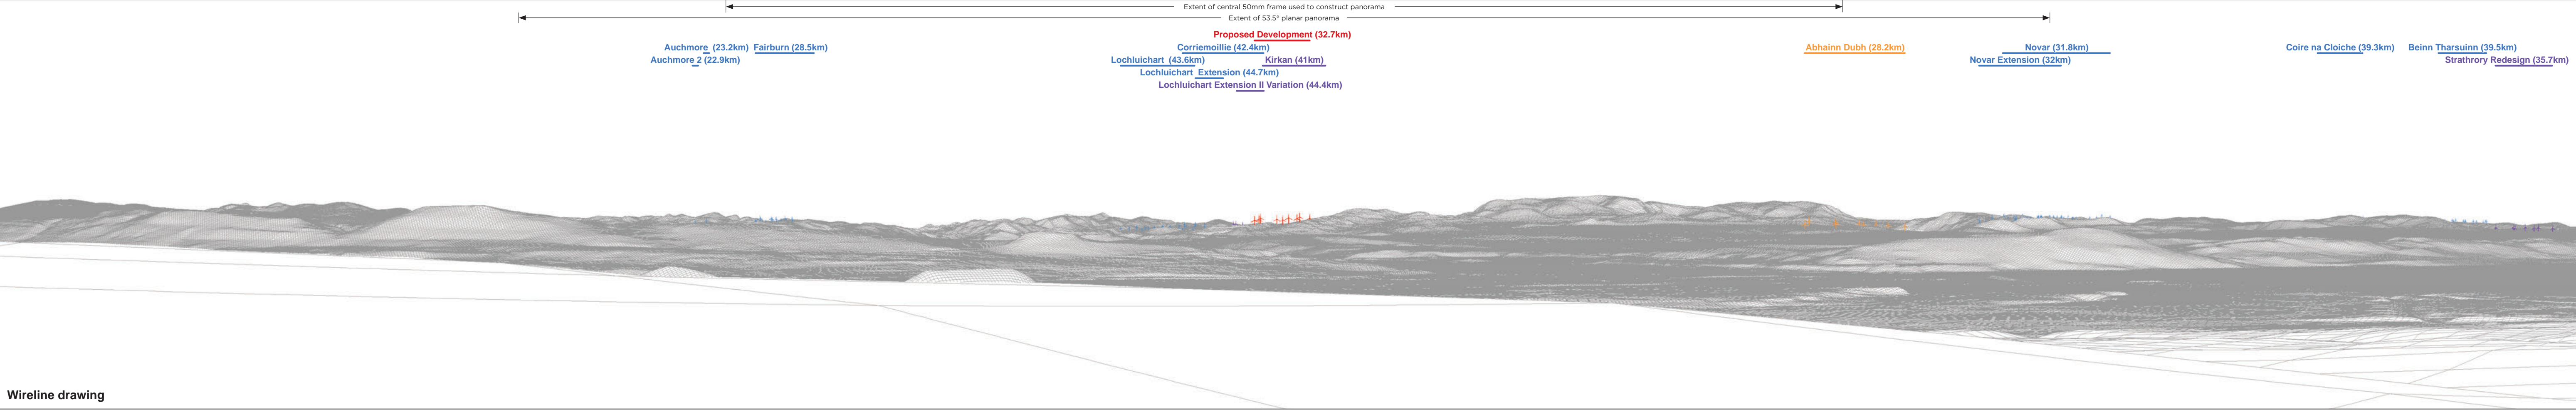 Extent of central 50mm frame used to construct panorama
Extent of 53.5° planar panorama
Proposed Development (32.7km)
Auchmore (23.2km) Fairburn (28.5km) Corriemoillie (42.4km) Abhainn Dubh (28.2km) Novar (31.8km) Coire na Cloiche (39.3km) Beinn Tharsuinn (39.5km)
Auchmore 2 (22.9km) Lochluichart (43.6km) Kirkan (41km) Novar Extension (32km) Strathrory Redesign (35.7km)
Lochluichart Extension (44.7km)
Lochluichart Extension II Variation (44.4km)
Wireline drawing